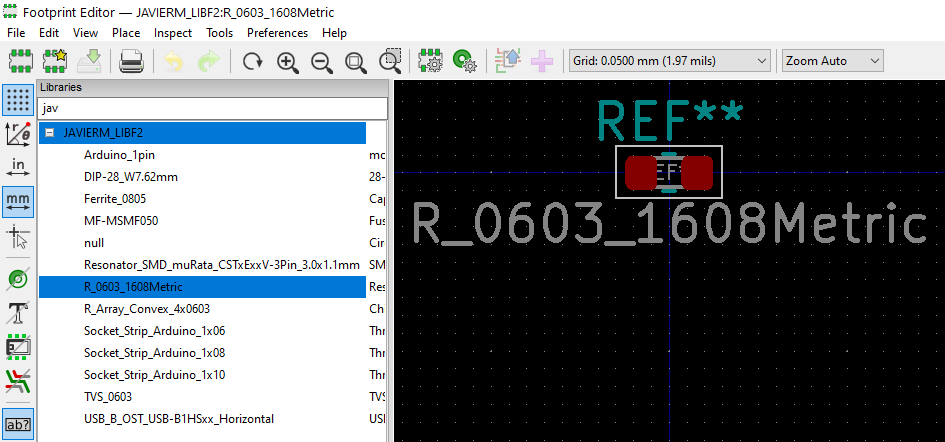 Footprint Editor — JAVIERM_LIBF2:R_0603_1608Metric
File Edit View Place Inspect Tools Preferences Help
Grid: 0.0500 mm (1.97 mils)
Zoom Auto
Libraries
jav
JAVIERM_LIBF2
Arduino_1pin mo
DIP-28_W7.62mm 28-
Ferrite_0805 Cap
MF-MSMF050 Fus
null Cir
Resonator_SMD_muRata_CSTxExxV-3Pin_3.0x1.1mm SM
R_0603_1608Metric Res
R_Array_Convex_4x0603 Ch
Socket_Strip_Arduino_1x06 Thr
Socket_Strip_Arduino_1x08 Thr
Socket_Strip_Arduino_1x10 Thr
TVS_0603 TVS
USB_B_OST_USB-B1HSxx_Horizontal US
in
mm
ab?
REF**
R_0603_1608Metric